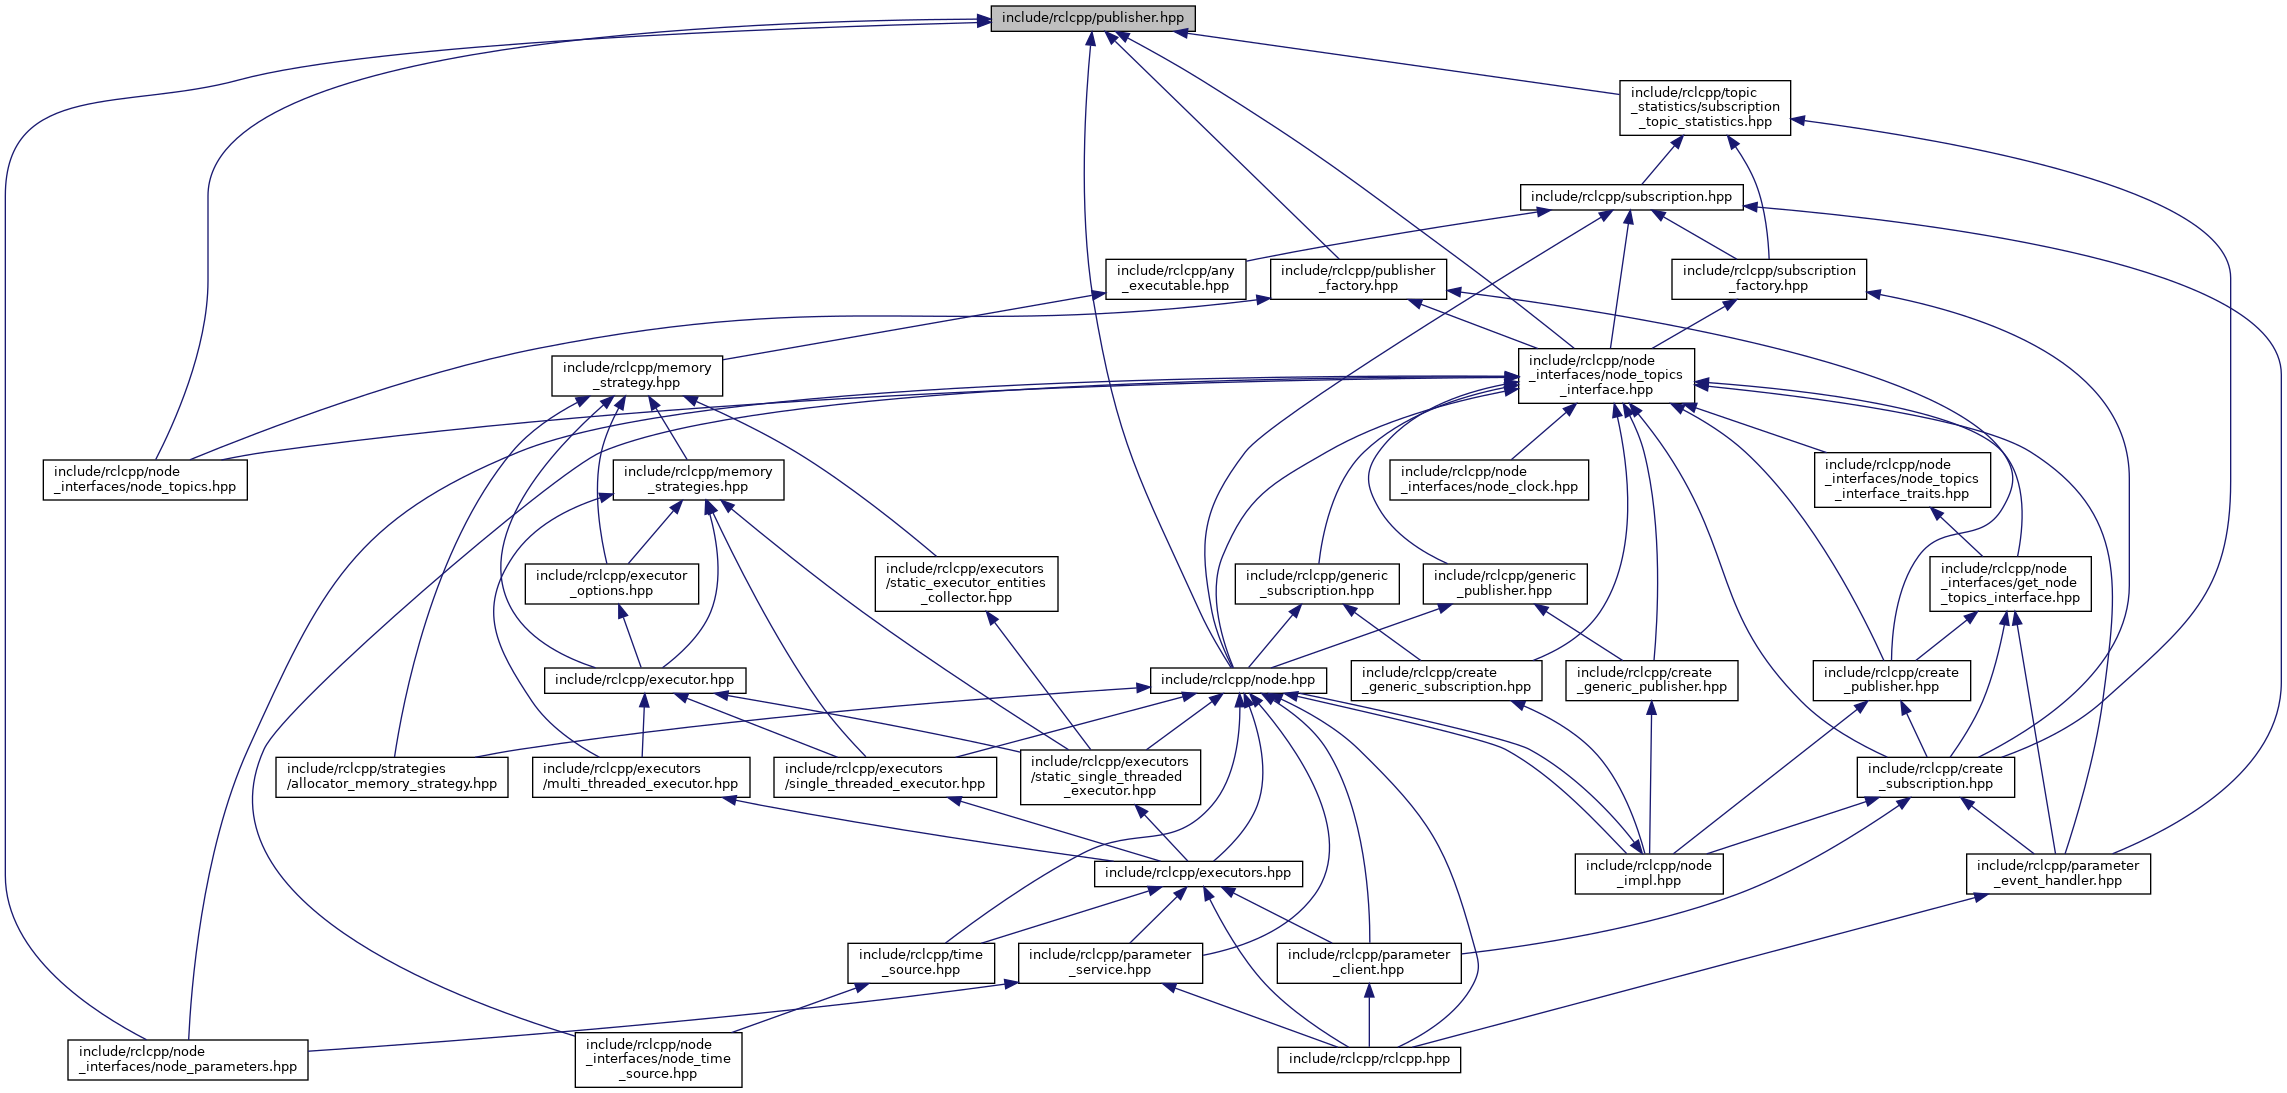 include/rclcpp/publisher.hpp
include/rclcpp/topic
_statistics/subscription
_topic_statistics.hpp
include/rclcpp/subscription.hpp
include/rclcpp/any
_executable.hpp
include/rclcpp/publisher
_factory.hpp
include/rclcpp/subscription
_factory.hpp
include/rclcpp/memory
_strategy.hpp
include/rclcpp/node
_interfaces/node_topics
_interface.hpp
include/rclcpp/node
_interfaces/node_topics.hpp
include/rclcpp/memory
_strategies.hpp
include/rclcpp/node
_interfaces/node_clock.hpp
include/rclcpp/node
_interfaces/node_topics
_interface_traits.hpp
include/rclcpp/executor
_options.hpp
include/rclcpp/executors
/static_executor_entities
_collector.hpp
include/rclcpp/generic
_subscription.hpp
include/rclcpp/generic
_publisher.hpp
include/rclcpp/node
_interfaces/get_node
_topics_interface.hpp
include/rclcpp/executor.hpp
include/rclcpp/node.hpp
include/rclcpp/create
_generic_subscription.hpp
include/rclcpp/create
_generic_publisher.hpp
include/rclcpp/create
_publisher.hpp
include/rclcpp/strategies
/allocator_memory_strategy.hpp
include/rclcpp/executors
/multi_threaded_executor.hpp
include/rclcpp/executors
/single_threaded_executor.hpp
include/rclcpp/executors
/static_single_threaded
_executor.hpp
include/rclcpp/create
_subscription.hpp
include/rclcpp/executors.hpp
include/rclcpp/node
_impl.hpp
include/rclcpp/parameter
_event_handler.hpp
include/rclcpp/time
_source.hpp
include/rclcpp/parameter
_service.hpp
include/rclcpp/parameter
_client.hpp
include/rclcpp/node
_interfaces/node_parameters.hpp
include/rclcpp/node
_interfaces/node_time
_source.hpp
include/rclcpp/rclcpp.hpp